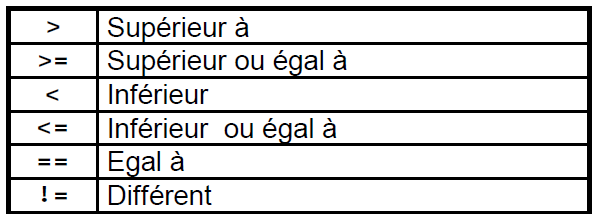 > Supérieur à
>= Supérieur ou égal à
< Inférieur
<= Inférieur ou égal à
== Egal à
!= Différent